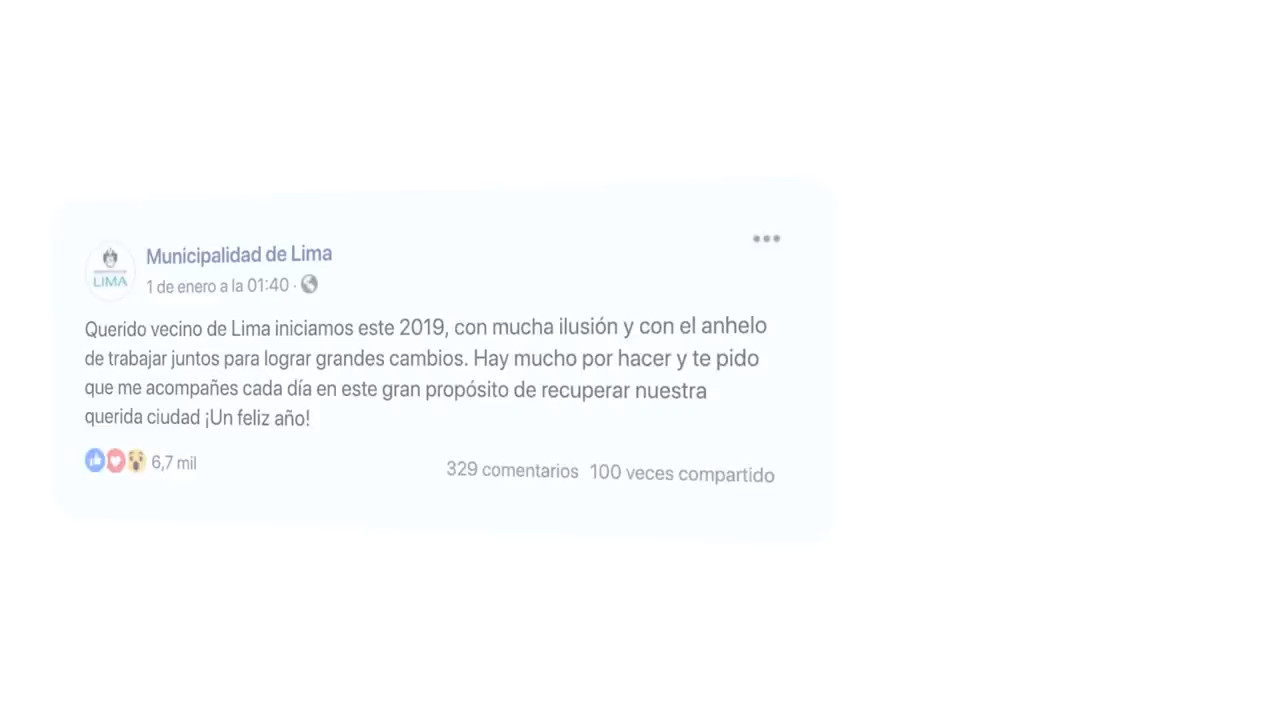 Municipalidad de Lima
LIMA
1 de enero a la 01:40 ·
Querido vecino de Lima iniciamos este 2019, con mucha ilusión y con el anhelo
de trabajar juntos para lograr grandes cambios. Hay mucho por hacer y te pido
que me acompañes cada día en este gran propósito de recuperar nuestra
querida ciudad ¡Un feliz año!
6,7 mil
329 comentarios 100 veces compartido